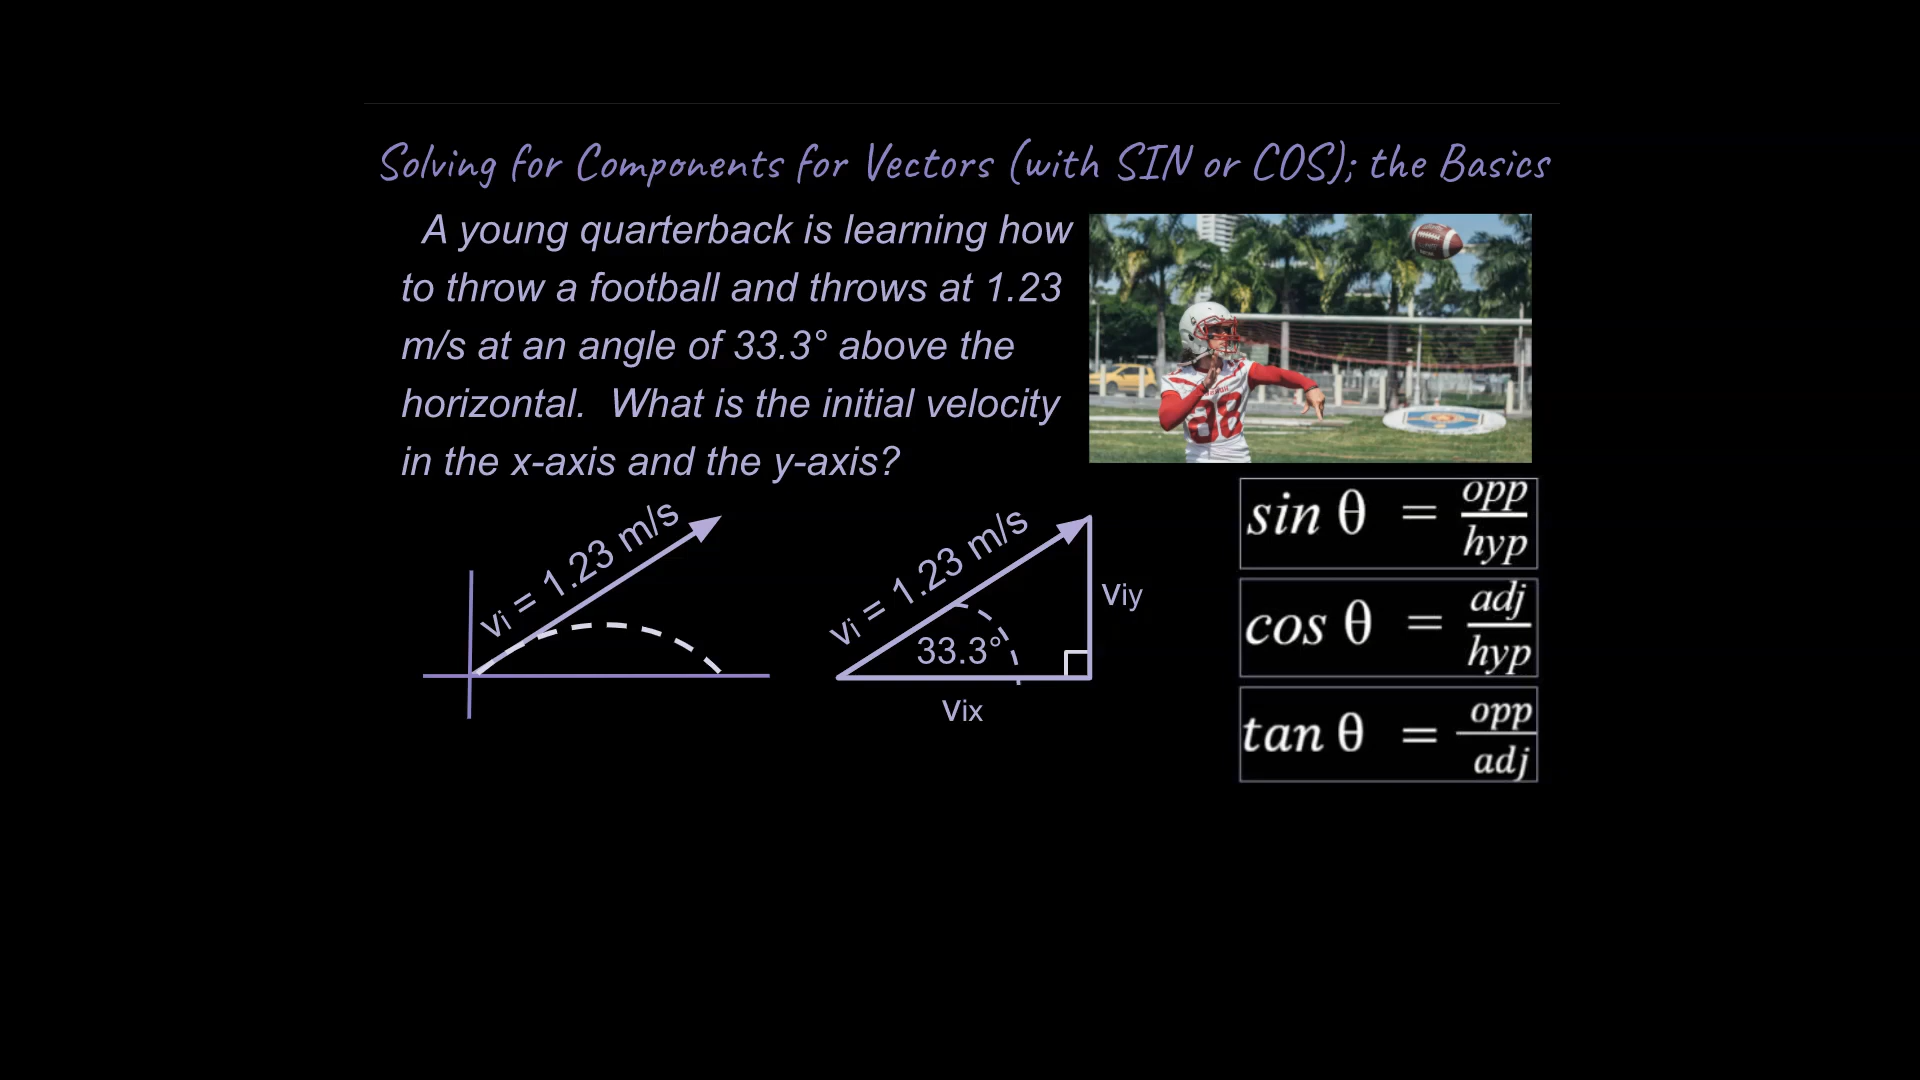 Solving for Components for Vectors (with SIN or COS); the Basics
A young quarterback is learning how
to throw a football and throws at 1.23
m/s at an angle of 33.3° above the
horizontal. What is the initial velocity
in the x-axis and the y-axis?
88
vi = 1.23 m/s
vi = 1.23 m/s
33.3°
viy
vix
sin θ = opp/hyp
cos θ = adj/hyp
tan θ = opp/adj